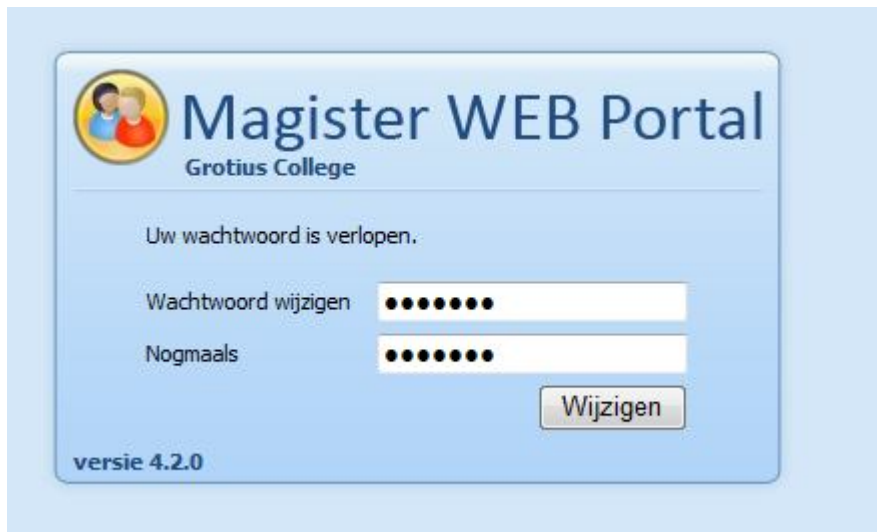 Magister WEB Portal
Grotius College
Uw wachtwoord is verlopen.
Wachtwoord wijzigen ●●●●●●●
Nogmaals ●●●●●●●
Wijzigen
versie 4.2.0